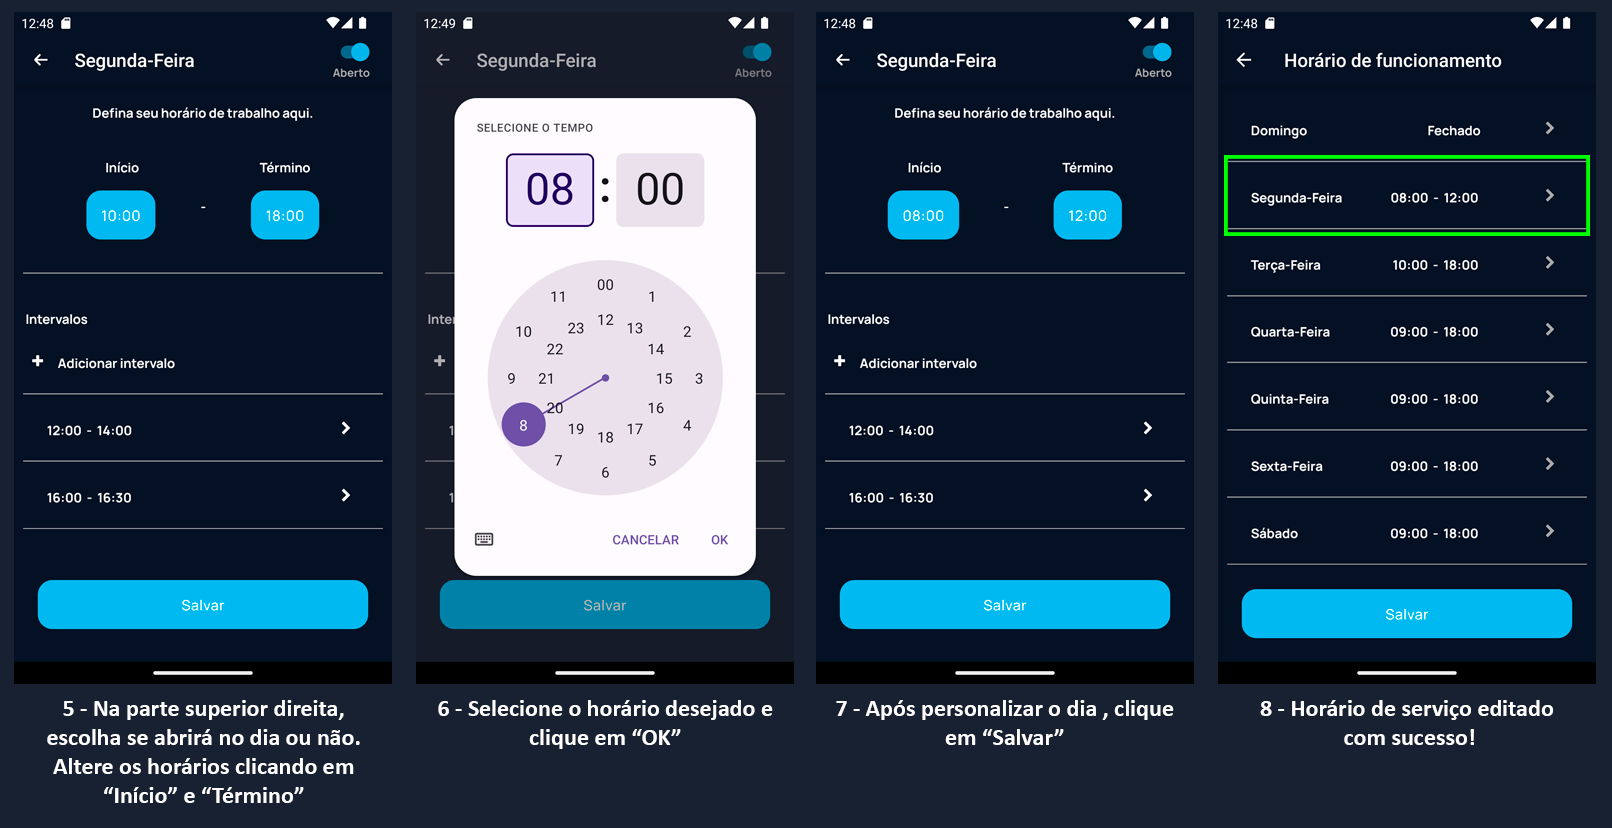 12:48
Segunda-Feira
Aberto
Defina seu horário de trabalho aqui.
Início
Término
10:00
-
18:00
Intervalos
+ Adicionar intervalo
12:00 - 14:00
16:00 - 16:30
Salvar
5 - Na parte superior direita,
escolha se abrirá no dia ou não.
Altere os horários clicando em
“Início” e “Término”
12:49
Segunda-Feira
Aberto
SELECIONE O TEMPO
08:00
00
11
1
12
23
13
10
2
22
14
9
21
15
3
20
16
8
4
19
17
18
7
5
6
Inter
+
1
1
CANCELAR
OK
Salvar
6 - Selecione o horário desejado e
clique em “OK”
12:48
Segunda-Feira
Aberto
Defina seu horário de trabalho aqui.
Início
Término
08:00
-
12:00
Intervalos
+ Adicionar intervalo
12:00 - 14:00
16:00 - 16:30
Salvar
7 - Após personalizar o dia , clique
em “Salvar”
12:48
Horário de funcionamento
Domingo Fechado
Segunda-Feira 08:00 - 12:00
Terça-Feira 10:00 - 18:00
Quarta-Feira 09:00 - 18:00
Quinta-Feira 09:00 - 18:00
Sexta-Feira 09:00 - 18:00
Sábado 09:00 - 18:00
Salvar
8 - Horário de serviço editado
com sucesso!